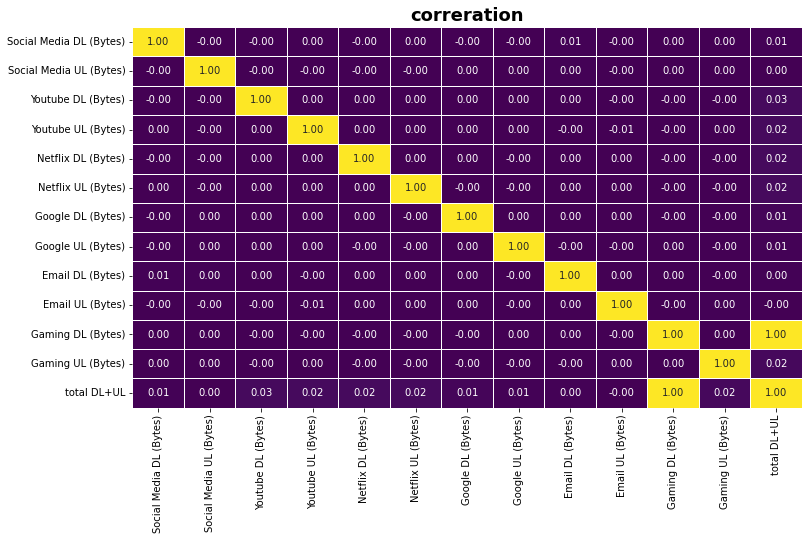 correration
Social Media DL (Bytes) 1.00 -0.00 -0.00 0.00 -0.00 0.00 -0.00 -0.00 0.01 -0.00 0.00 0.00 0.01
Social Media UL (Bytes) -0.00 1.00 -0.00 -0.00 -0.00 -0.00 0.00 0.00 0.00 -0.00 0.00 0.00 0.00
Youtube DL (Bytes) -0.00 -0.00 1.00 0.00 0.00 0.00 0.00 0.00 0.00 -0.00 -0.00 -0.00 0.03
Youtube UL (Bytes) 0.00 -0.00 0.00 1.00 0.00 0.00 0.00 0.00 -0.00 -0.01 -0.00 0.00 0.02
Netflix DL (Bytes) -0.00 -0.00 0.00 0.00 1.00 0.00 0.00 -0.00 0.00 0.00 -0.00 -0.00 0.02
Netflix UL (Bytes) 0.00 -0.00 0.00 0.00 0.00 1.00 -0.00 -0.00 0.00 -0.00 0.00 -0.00 0.02
Google DL (Bytes) -0.00 0.00 0.00 0.00 0.00 -0.00 1.00 0.00 0.00 0.00 -0.00 -0.00 0.01
Google UL (Bytes) -0.00 0.00 0.00 0.00 -0.00 -0.00 0.00 1.00 -0.00 -0.00 0.00 -0.00 0.01
Email DL (Bytes) 0.01 0.00 0.00 -0.00 0.00 0.00 0.00 -0.00 1.00 0.00 0.00 -0.00 0.00
Email UL (Bytes) -0.00 -0.00 -0.00 -0.01 0.00 -0.00 0.00 -0.00 0.00 1.00 -0.00 0.00 -0.00
Gaming DL (Bytes) 0.00 0.00 -0.00 -0.00 -0.00 0.00 -0.00 0.00 0.00 -0.00 1.00 0.00 1.00
Gaming UL (Bytes) 0.00 0.00 -0.00 0.00 -0.00 -0.00 -0.00 -0.00 -0.00 0.00 0.00 1.00 0.02
total DL+UL 0.01 0.00 0.03 0.02 0.02 0.02 0.01 0.01 0.00 -0.00 1.00 0.02 1.00
Social Media DL (Bytes)
Social Media UL (Bytes)
Youtube DL (Bytes)
Youtube UL (Bytes)
Netflix DL (Bytes)
Netflix UL (Bytes)
Google DL (Bytes)
Google UL (Bytes)
Email DL (Bytes)
Email UL (Bytes)
Gaming DL (Bytes)
Gaming UL (Bytes)
total DL+UL